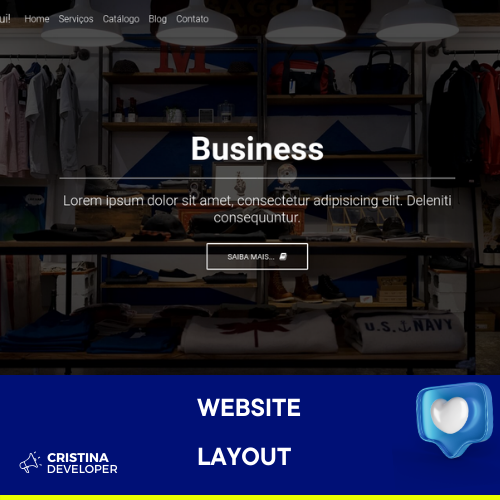 ui!
Home Serviços Catálogo Blog Contato
M
Business
Lorem ipsum dolor sit amet, consectetur adipisicing elit. Deleniti
consequuntur.
SAIBA MAIS...
U.S. NAVY
WEBSITE
LAYOUT
CRISTINA
DEVELOPER